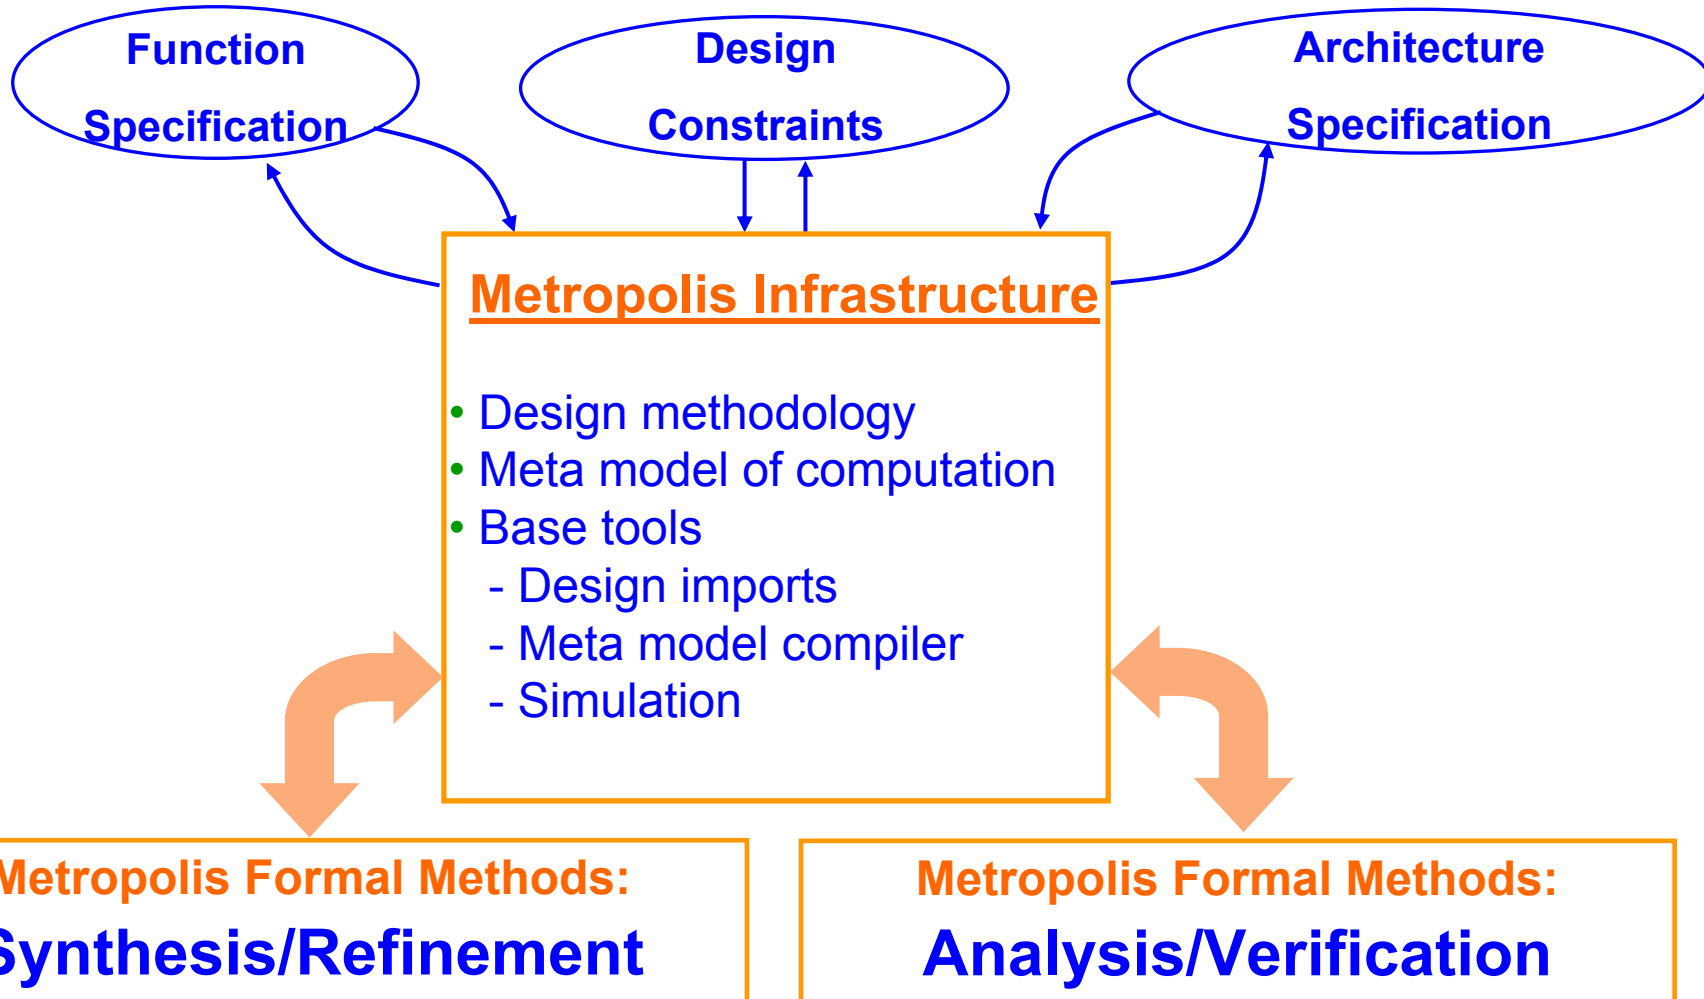 Function
Specification
Design
Constraints
Architecture
Specification
Metropolis Infrastructure
• Design methodology
• Meta model of computation
• Base tools
- Design imports
- Meta model compiler
- Simulation
Metropolis Formal Methods:
Synthesis/Refinement
Metropolis Formal Methods:
Analysis/Verification